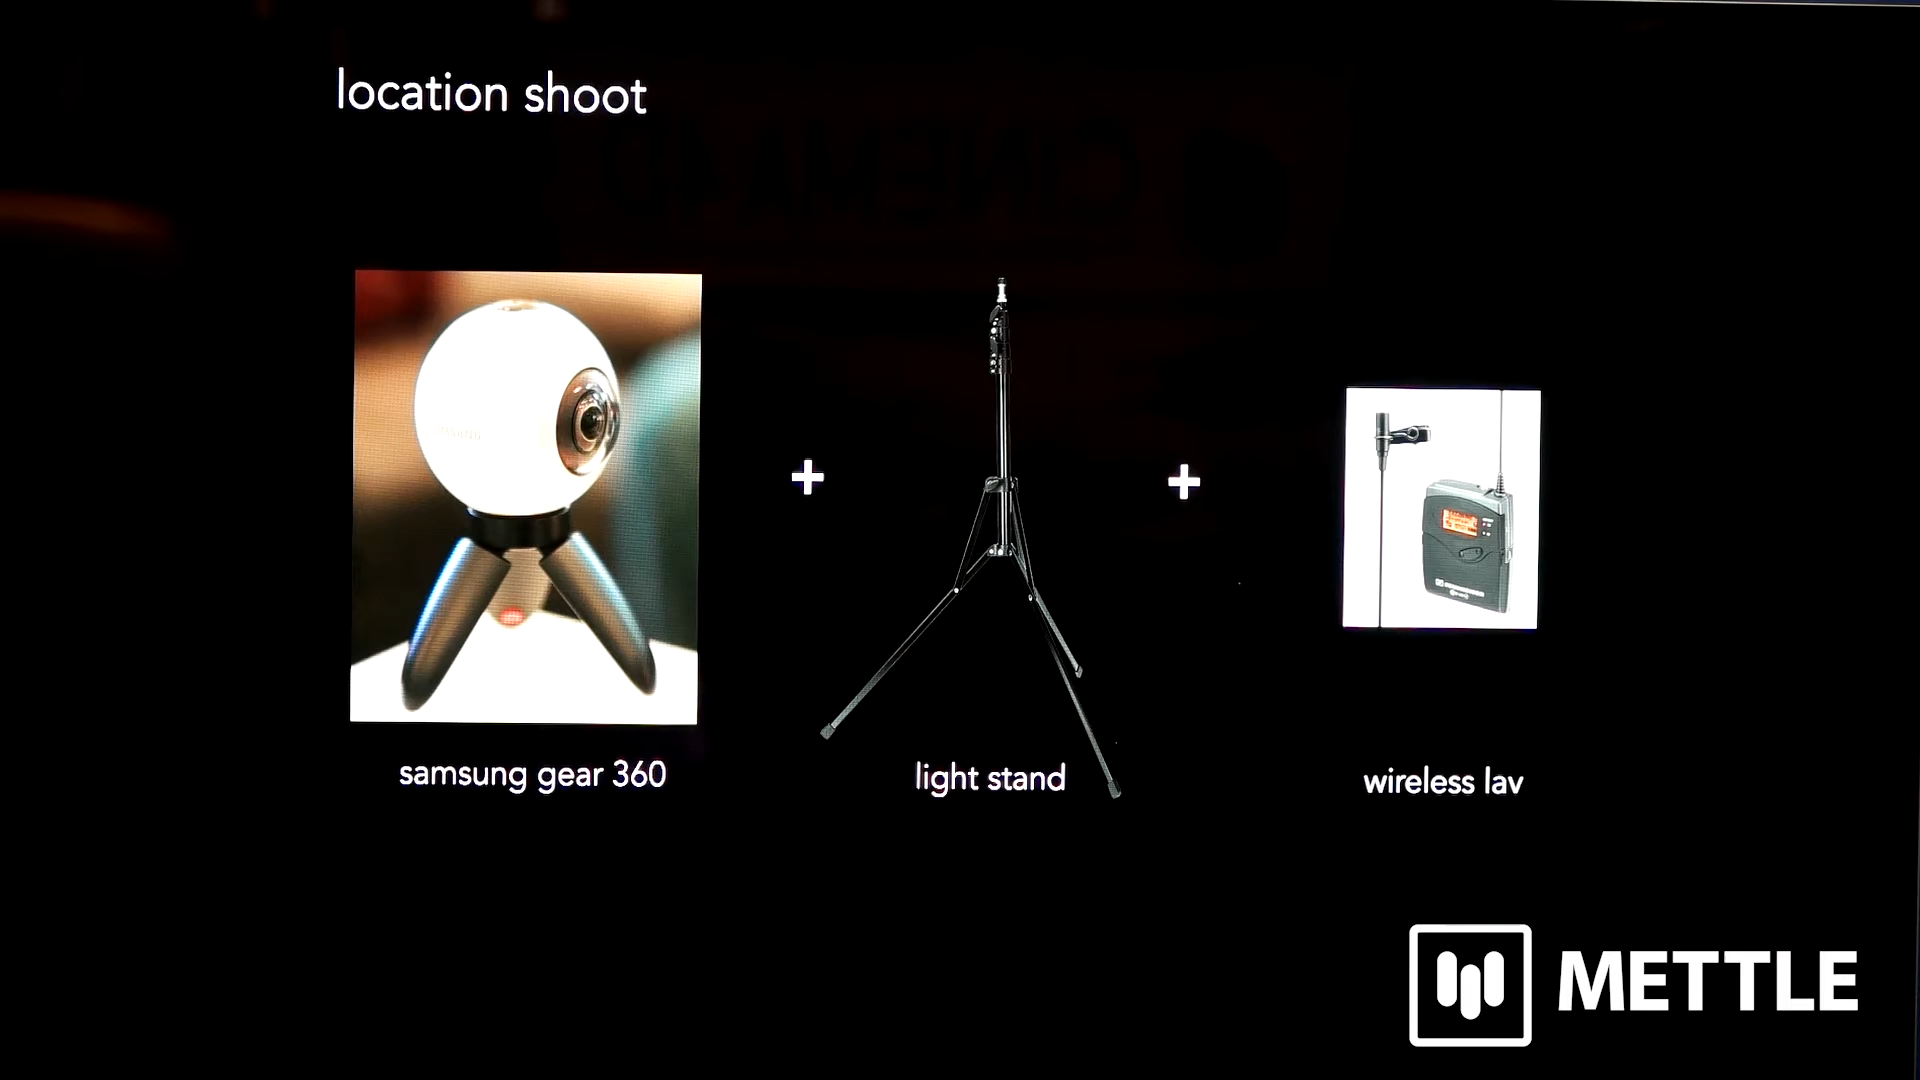 location shoot
+
+
samsung gear 360
light stand
wireless lav
METTLE